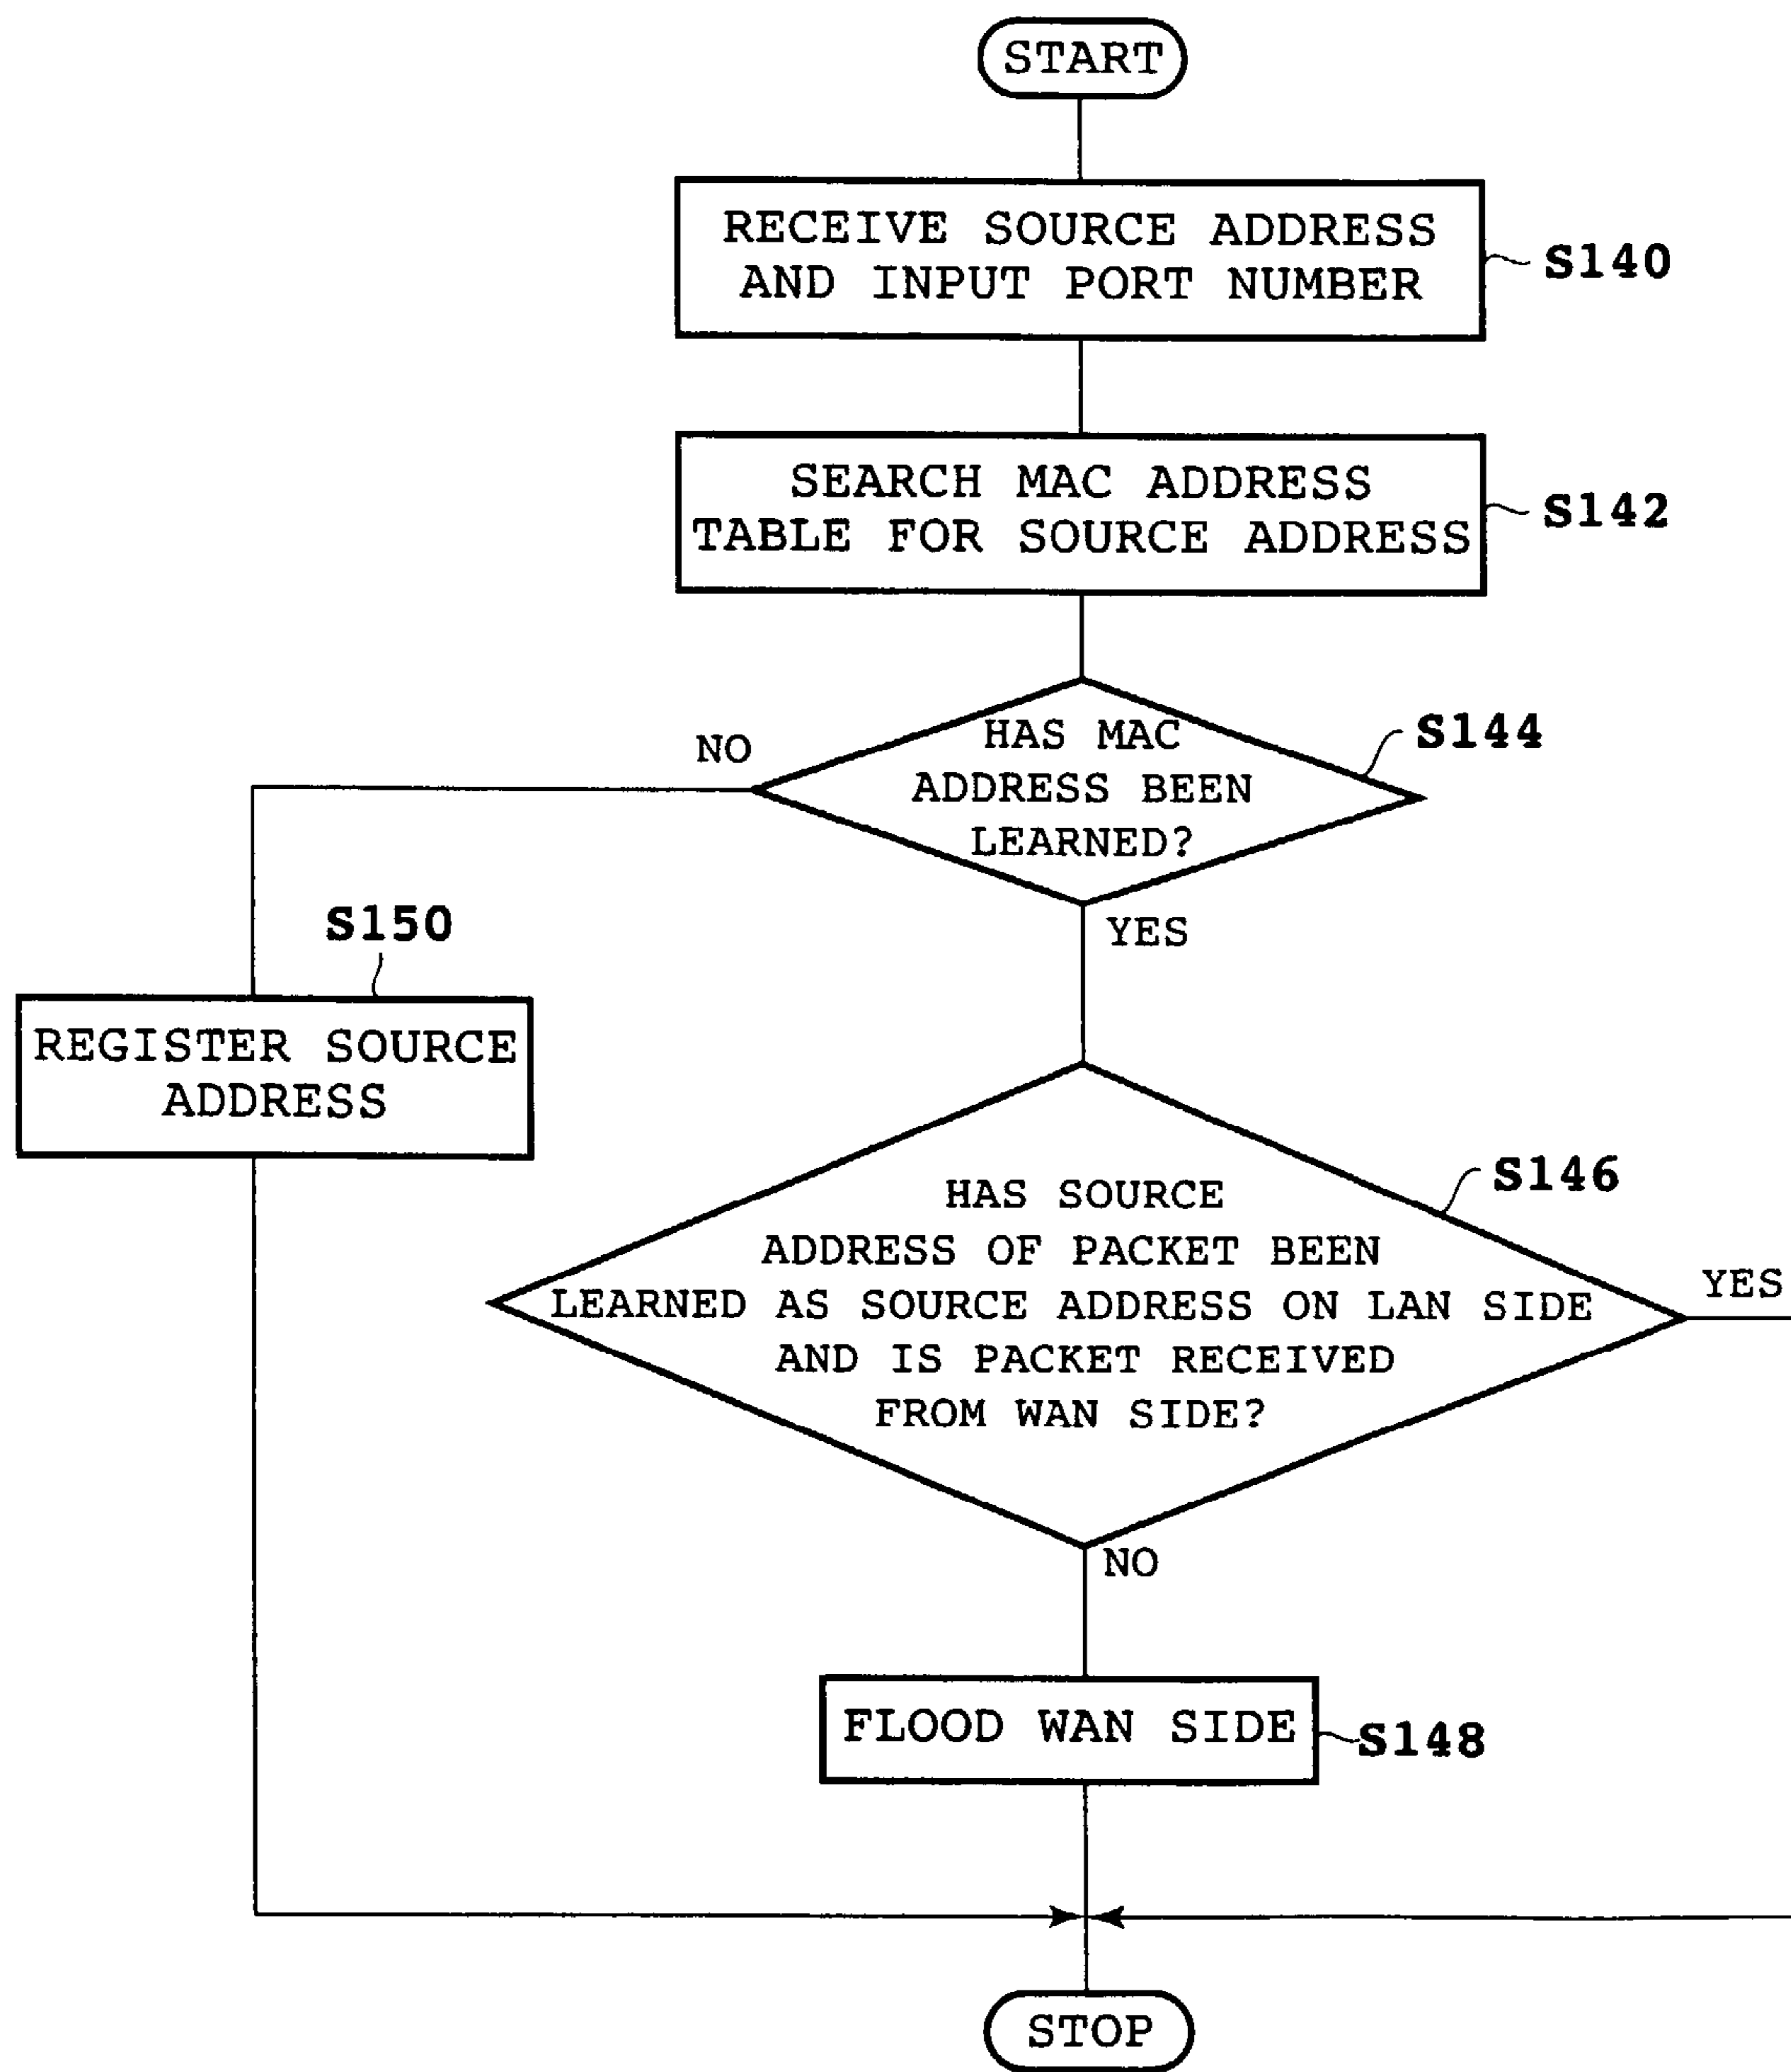 START
RECEIVE SOURCE ADDRESS
AND INPUT PORT NUMBER
S140
SEARCH MAC ADDRESS
TABLE FOR SOURCE ADDRESS
S142
HAS MAC
ADDRESS BEEN
LEARNED?
S144
NO
YES
S150
REGISTER SOURCE
ADDRESS
HAS SOURCE
ADDRESS OF PACKET BEEN
LEARNED AS SOURCE ADDRESS ON LAN SIDE
AND IS PACKET RECEIVED
FROM WAN SIDE?
S146
YES
NO
FLOOD WAN SIDE
S148
STOP